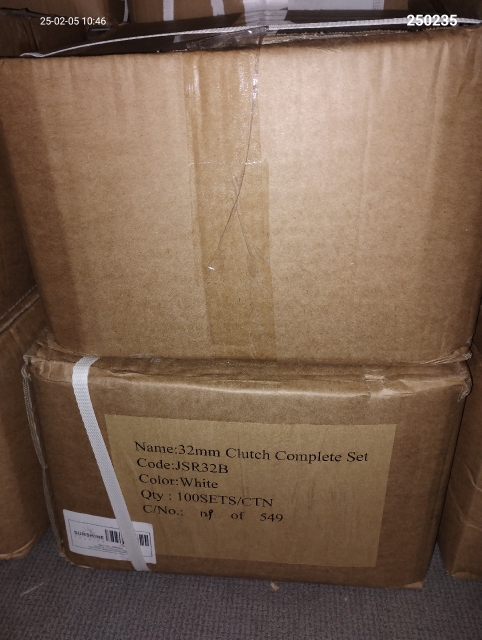 25-02-05 10:46
250235
Name:32mm Clutch Complete Set
Code:JSR32B
Color:White
Qty : 100SETS/CTN
C/No.: of 549
SUNSHINE